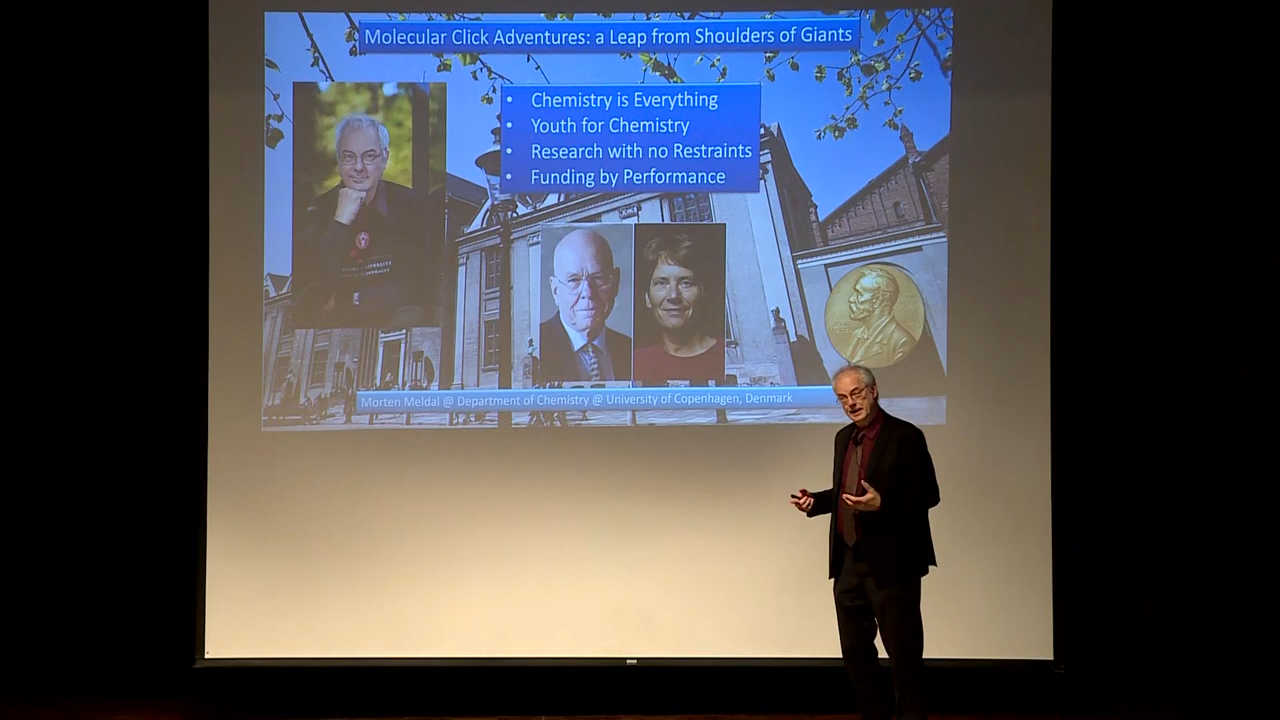 Molecular Click Adventures: a Leap from Shoulders of Giants
• Chemistry is Everything
• Youth for Chemistry
• Research with no Restraints
• Funding by Performance
Morten Meldal @ Department of Chemistry @ University of Copenhagen, Denmark